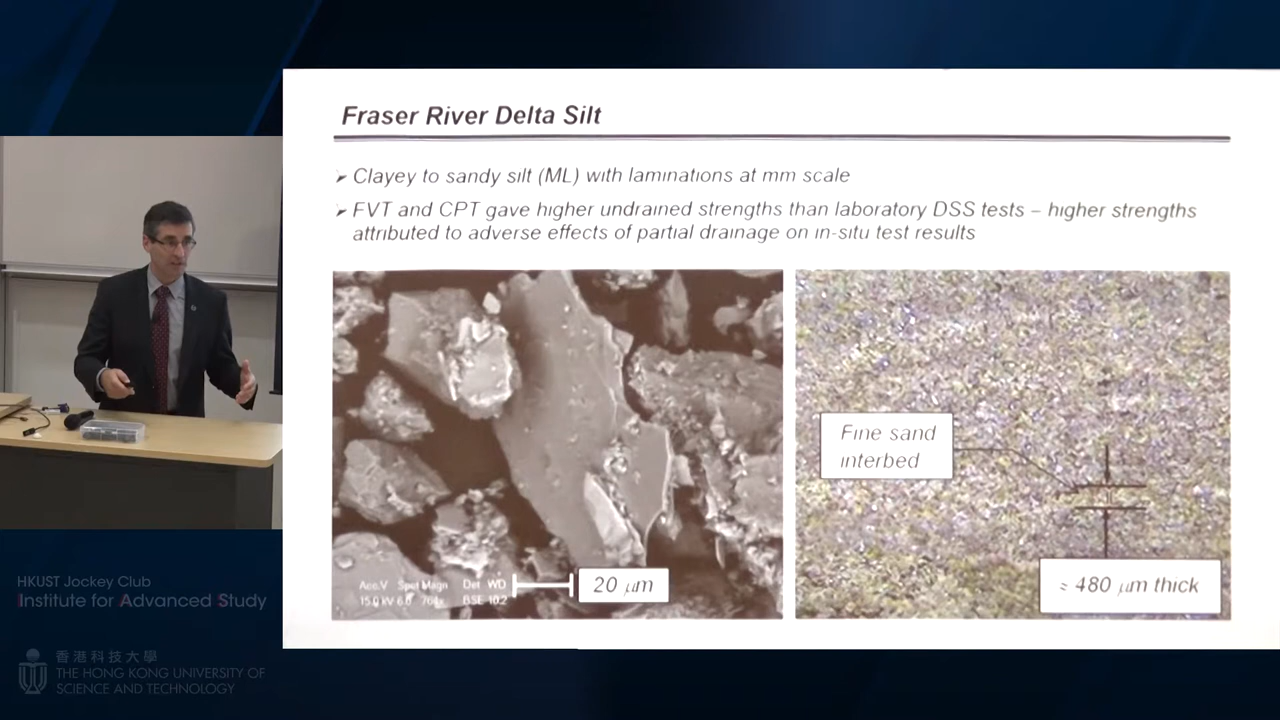 Fraser River Delta Silt
Clayey to sandy silt (ML) with laminations at mm scale
FVT and CPT gave higher undrained strengths than laboratory DSS tests – higher strengths
attributed to adverse effects of partial drainage on in-situ test results
Fine sand
interbed
Acc.V Spot Magn Det WD
15.0 kV 6.0 704x BSE 10.2
20 µm
≈ 480 µm thick
HKUST Jockey Club
Institute for Advanced Study
香港科技大學
THE HONG KONG UNIVERSITY OF
SCIENCE AND TECHNOLOGY